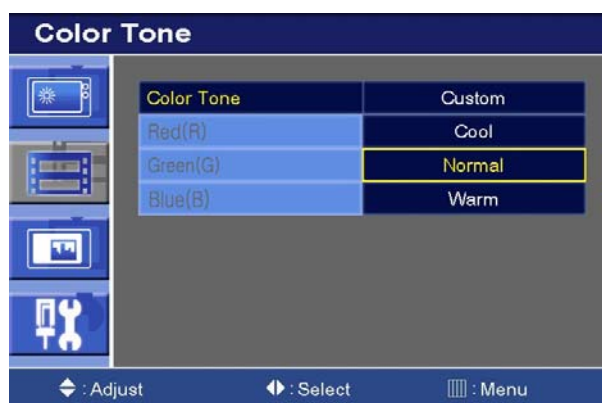 Color Tone
Color Tone Custom
Red(R) Cool
Green(G) Normal
Blue(B) Warm
: Adjust : Select : Menu